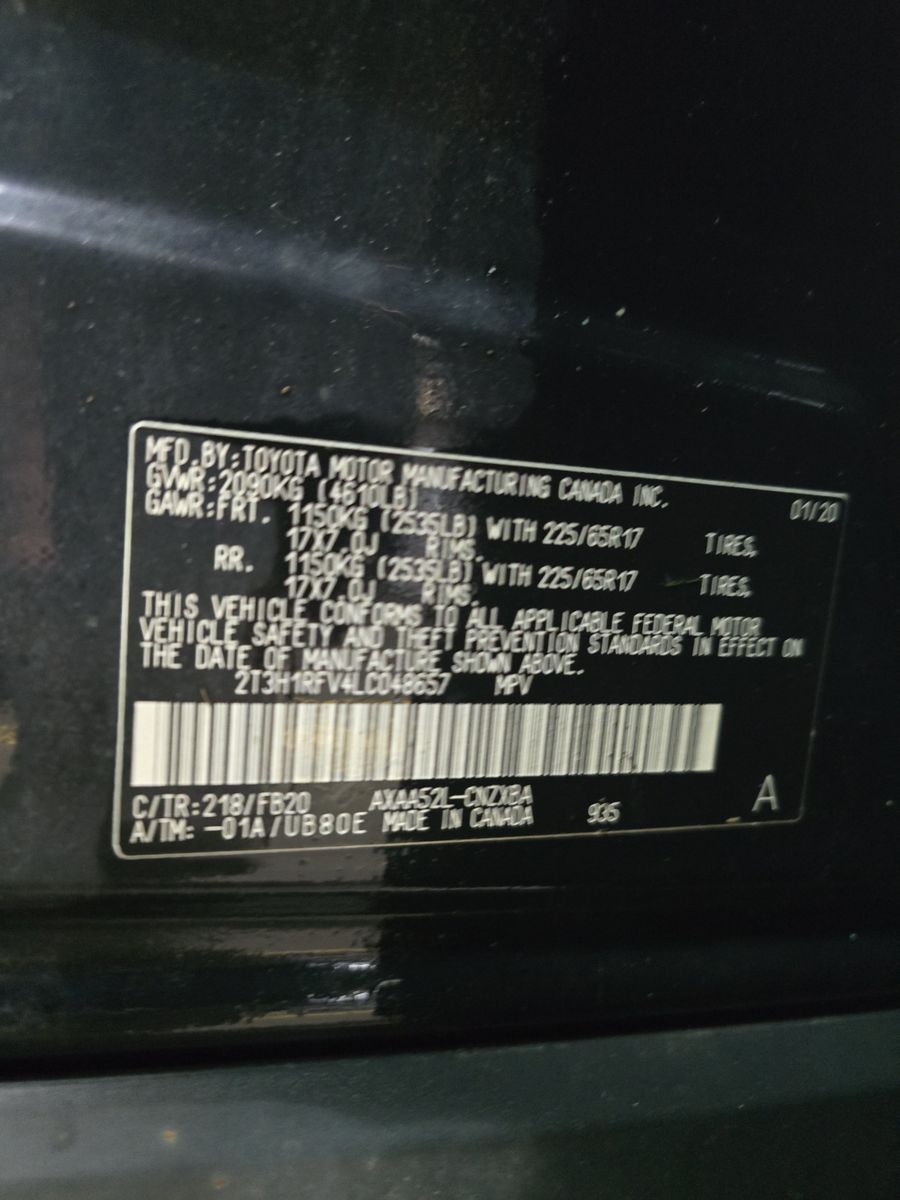 MFD.BY:TOYOTA MOTOR MANUFACTURING CANADA INC.
GVWR:2090KG (4610LB) 01/20
GAWR:FRT. 1150KG (2535LB) WITH 225/65R17 TIRES,
17X7.0J RIMS.
RR. 1150KG (2535LB) WITH 225/65R17 TIRES,
17X7.0J RIMS.
THIS VEHICLE CONFORMS TO ALL APPLICABLE FEDERAL MOTOR
VEHICLE SAFETY AND THEFT PREVENTION STANDARDS IN EFFECT ON
THE DATE OF MANUFACTURE SHOWN ABOVE.
2T3H1RFV4LC048657 MPV
C/TR:218/FB20 AXAA52L-CNZXBA A
A/TM: -01A/UB80E MADE IN CANADA 935